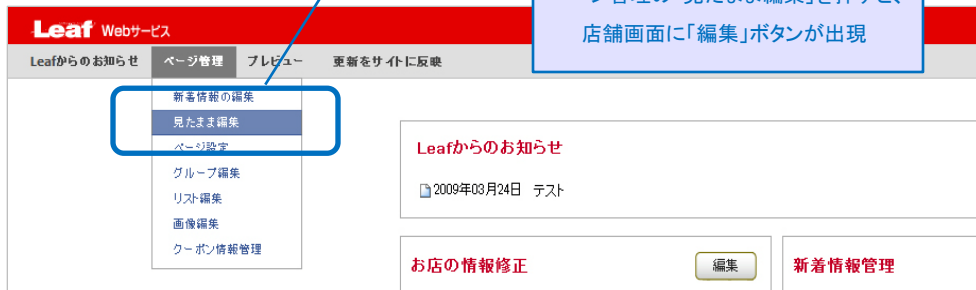 ージ管理の「見たまま編集」を押すと、
店舗画面に「編集」ボタンが出現
Leaf Webサービス
Leafからのお知らせ ページ管理 プレビュー 更新をサイトに反映
新着情報の編集
見たまま編集
ページ設定
グループ編集
リスト編集
画像編集
クーポン情報管理
Leafからのお知らせ
2009年03月24日 テスト
お店の情報修正 編集 新着情報管理